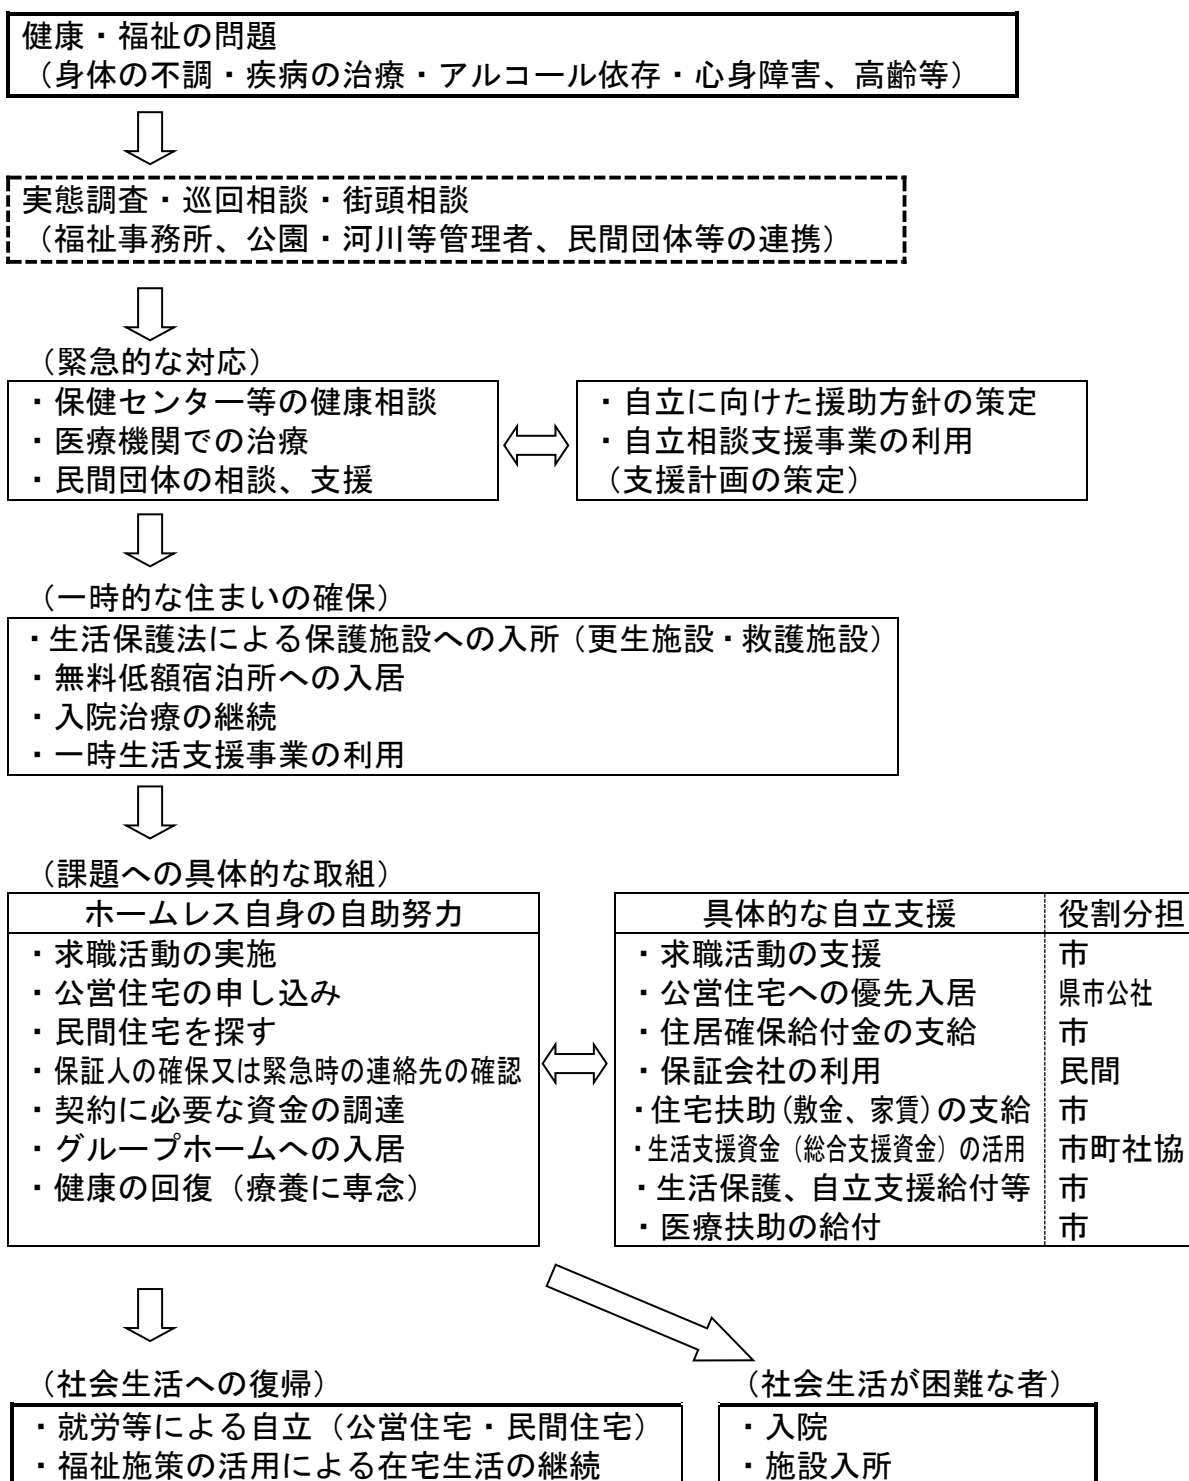 健康・福祉の問題
（身体の不調・疾病の治療・アルコール依存・心身障害、高齢等）
実態調査・巡回相談・街頭相談
（福祉事務所、公園・河川等管理者、民間団体等の連携）
（緊急的な対応）
・保健センター等の健康相談
・医療機関での治療
・民間団体の相談、支援
・自立に向けた援助方針の策定
・自立相談支援事業の利用
（支援計画の策定）
（一時的な住まいの確保）
・生活保護法による保護施設への入所（更生施設・救護施設）
・無料低額宿泊所への入居
・入院治療の継続
・一時生活支援事業の利用
（課題への具体的な取組）
ホームレス自身の自助努力
・求職活動の実施
・公営住宅の申し込み
・民間住宅を探す
・保証人の確保又は緊急時の連絡先の確認
・契約に必要な資金の調達
・グループホームへの入居
・健康の回復（療養に専念）
具体的な自立支援 役割分担
・求職活動の支援 市
・公営住宅への優先入居 県市公社
・住居確保給付金の支給 市
・保証会社の利用 民間
・住宅扶助（敷金、家賃）の支給 市
・生活支援資金（総合支援資金）の活用 市町社協
・生活保護、自立支援給付等 市
・医療扶助の給付 市
（社会生活への復帰）
・就労等による自立（公営住宅・民間住宅）
・福祉施策の活用による在宅生活の継続
（社会生活が困難な者）
・入院
・施設入所